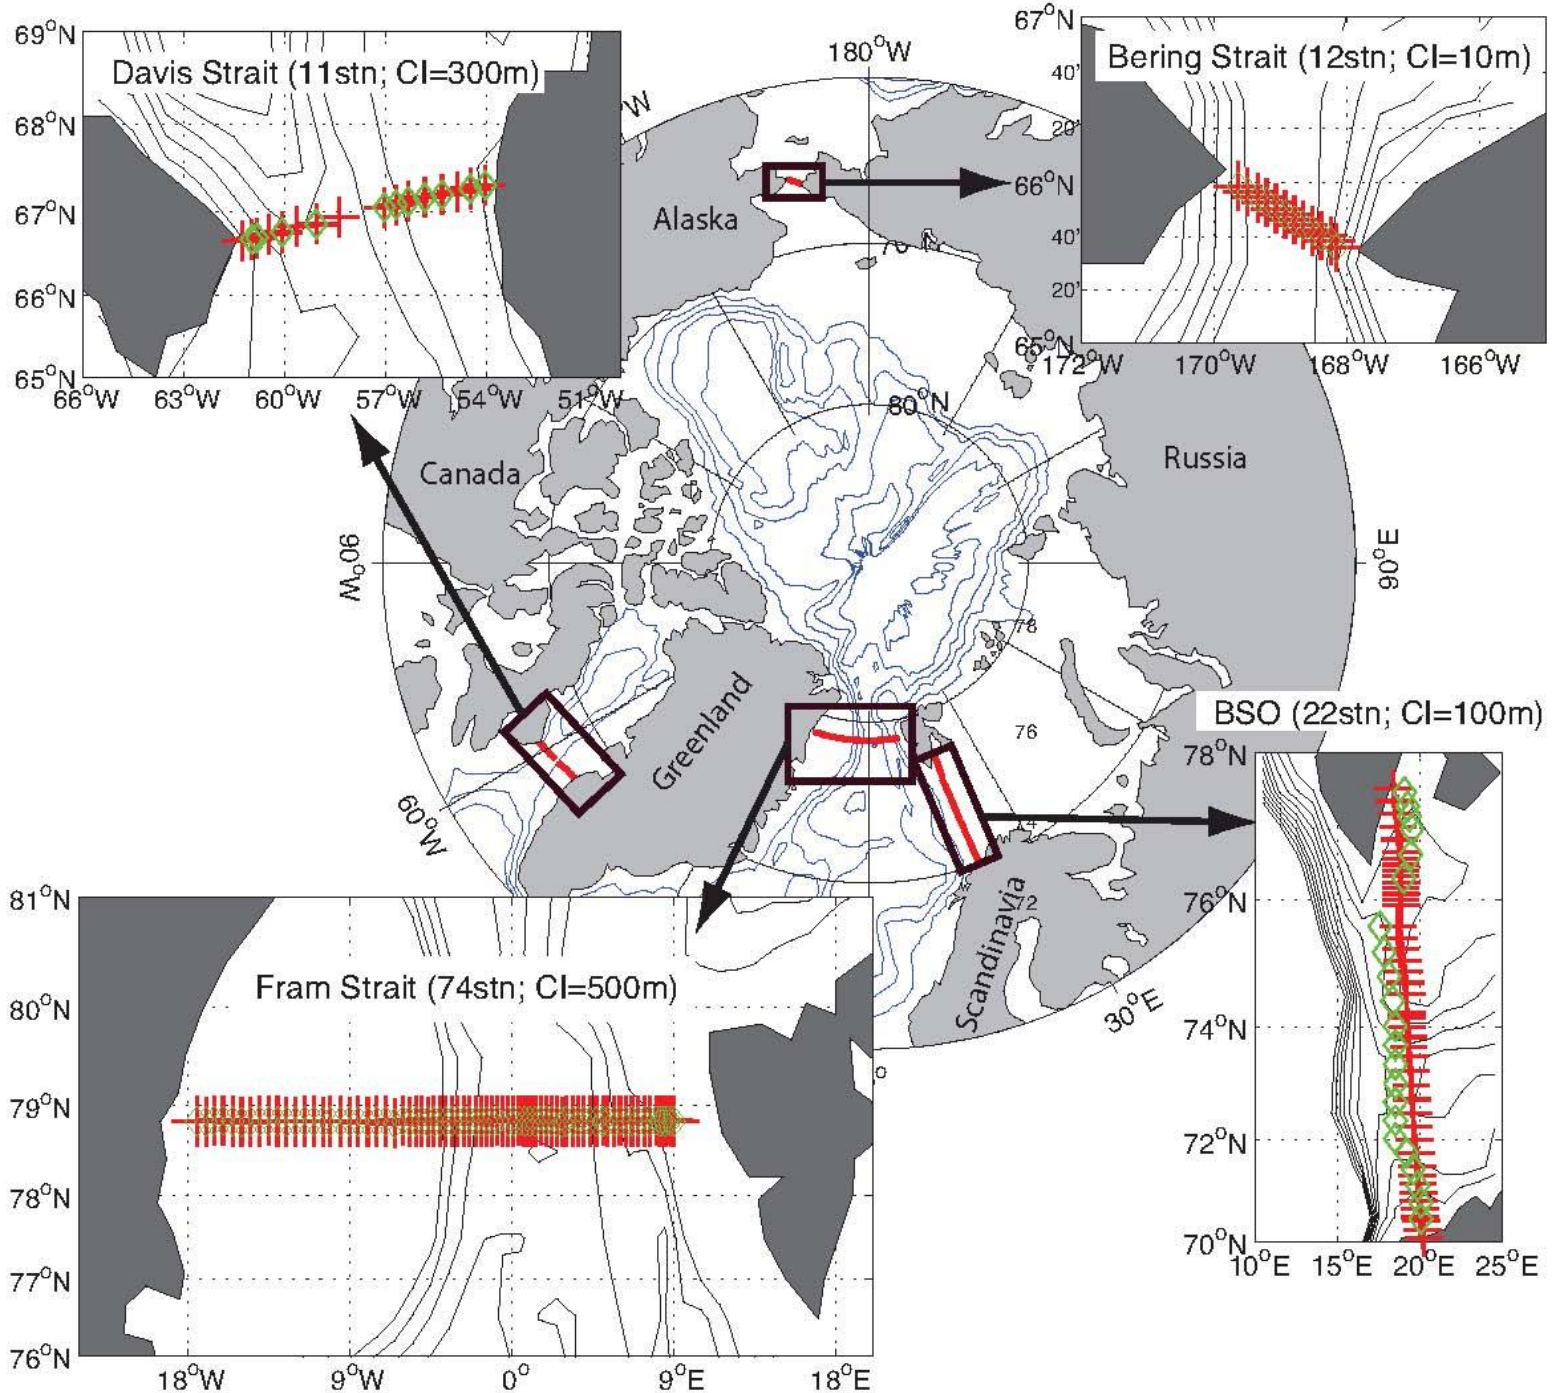 Davis Strait (11stn; CI=300m)
69°N
68°N
67°N
66°N
65°N
66°W
63°W
60°W
57°W
54°W
51°W
W
180°W
Bering Strait (12stn; CI=10m)
67°N
40'
20'
66°N
40'
20'
65°N
172°W
170°W
168°W
166°W
Alaska
70°N
80°N
Canada
Russia
90°W
90°E
78
76
74
72
Greenland
60°W
Scandinavia
30°E
o
BSO (22stn; CI=100m)
78°N
76°N
74°N
72°N
70°N
10°E
15°E
20°E
25°E
Fram Strait (74stn; CI=500m)
81°N
80°N
79°N
78°N
77°N
76°N
18°W
9°W
0°
9°E
18°E